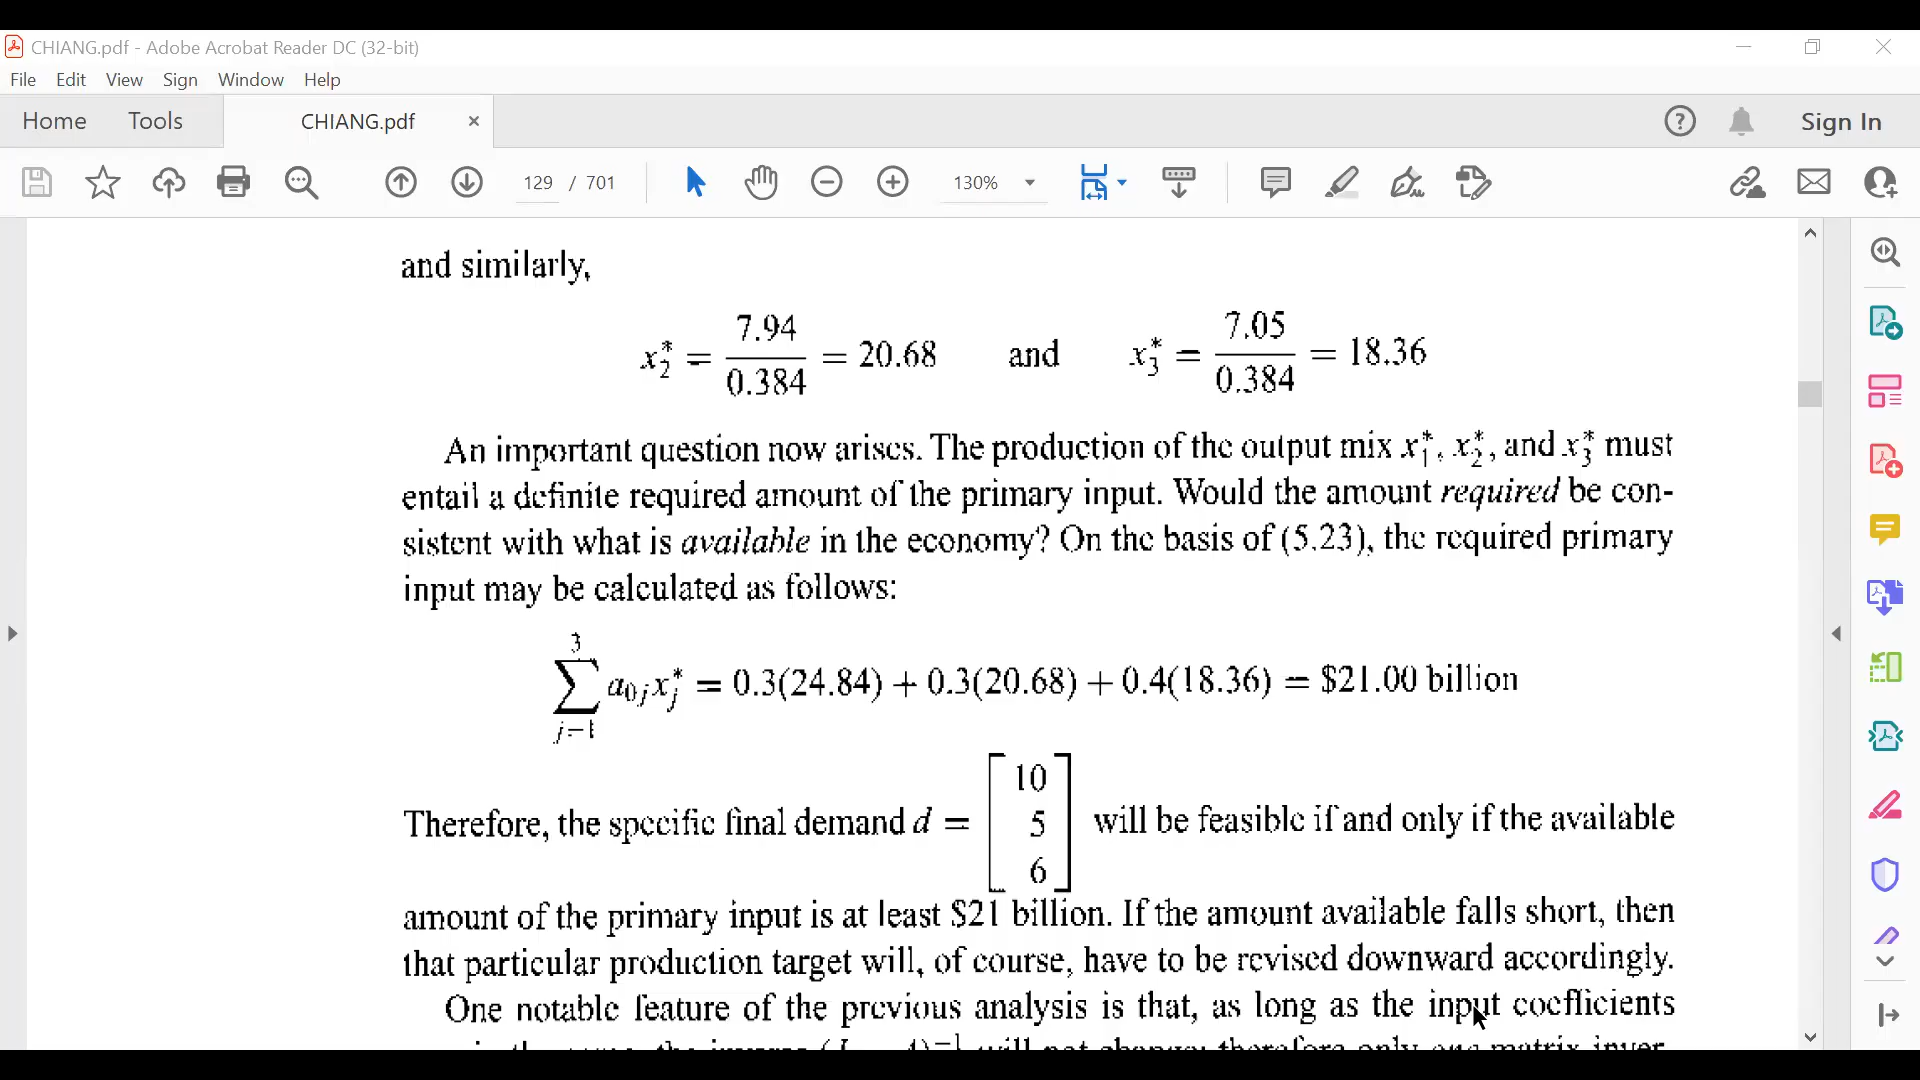 CHIANG.pdf - Adobe Acrobat Reader DC (32-bit)
File Edit View Sign Window Help
Home Tools CHIANG.pdf × Sign In
129 / 701 130%
and similarly,
x₂* = 7.94/0.384 = 20.68 and x₃* = 7.05/0.384 = 18.36
An important question now arises. The production of the output mix x₁*, x₂*, and x₃* must
entail a definite required amount of the primary input. Would the amount required be con-
sistent with what is available in the economy? On the basis of (5.23), the required primary
input may be calculated as follows:
3
∑ a₀ⱼxⱼ* = 0.3(24.84) + 0.3(20.68) + 0.4(18.36) = $21.00 billion
j=1
Therefore, the specific final demand d = [10 5 6] will be feasible if and only if the available
amount of the primary input is at least $21 billion. If the amount available falls short, then
that particular production target will, of course, have to be revised downward accordingly.
One notable feature of the previous analysis is that, as long as the input coefficients